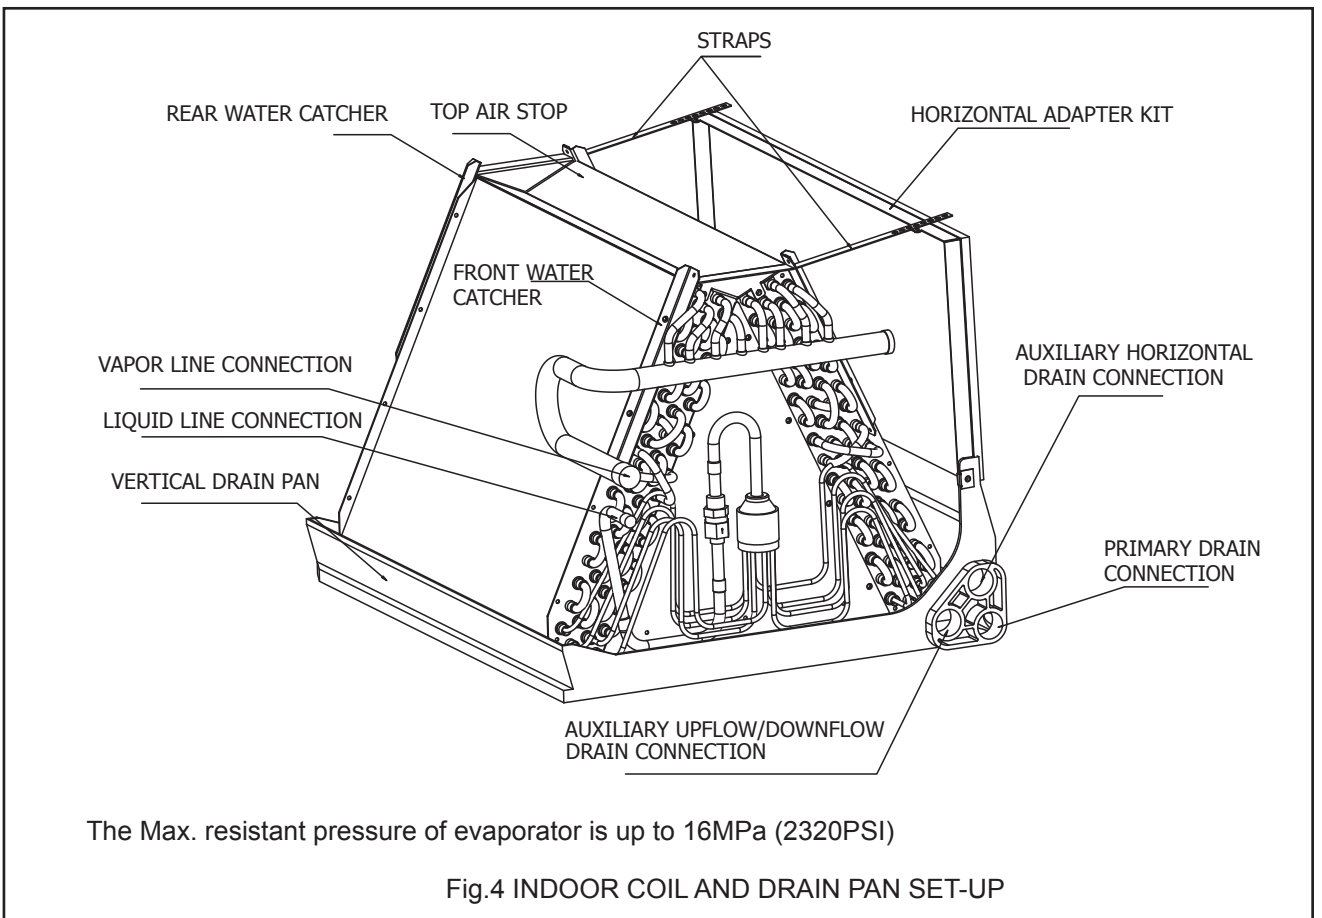 STRAPS
REAR WATER CATCHER
TOP AIR STOP
HORIZONTAL ADAPTER KIT
FRONT WATER
CATCHER
VAPOR LINE CONNECTION
AUXILIARY HORIZONTAL
DRAIN CONNECTION
LIQUID LINE CONNECTION
VERTICAL DRAIN PAN
PRIMARY DRAIN
CONNECTION
AUXILIARY UPFLOW/DOWNFLOW
DRAIN CONNECTION
The Max. resistant pressure of evaporator is up to 16MPa (2320PSI)
Fig.4 INDOOR COIL AND DRAIN PAN SET-UP